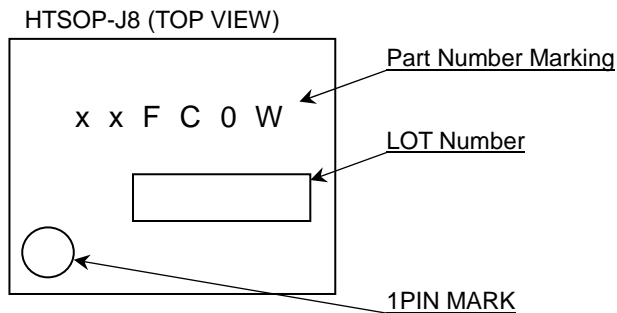 HTSOP-J8 (TOP VIEW)
Part Number Marking
x x F C 0 W
LOT Number
1PIN MARK